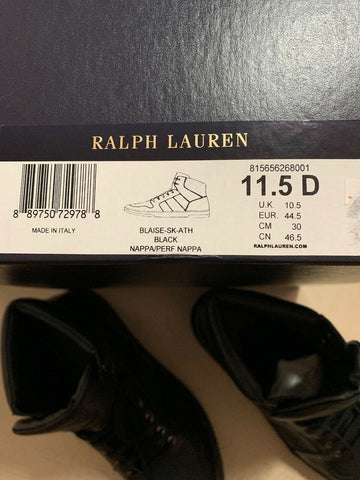 RALPH LAUREN
8 89750 72978 8
MADE IN ITALY
BLAISE-SK-ATH
BLACK
NAPPA/PERF NAPPA
815656268001
11.5 D
U.K. 10.5
EUR. 44.5
CM 30
CN 46.5
RALPHLAUREN.COM